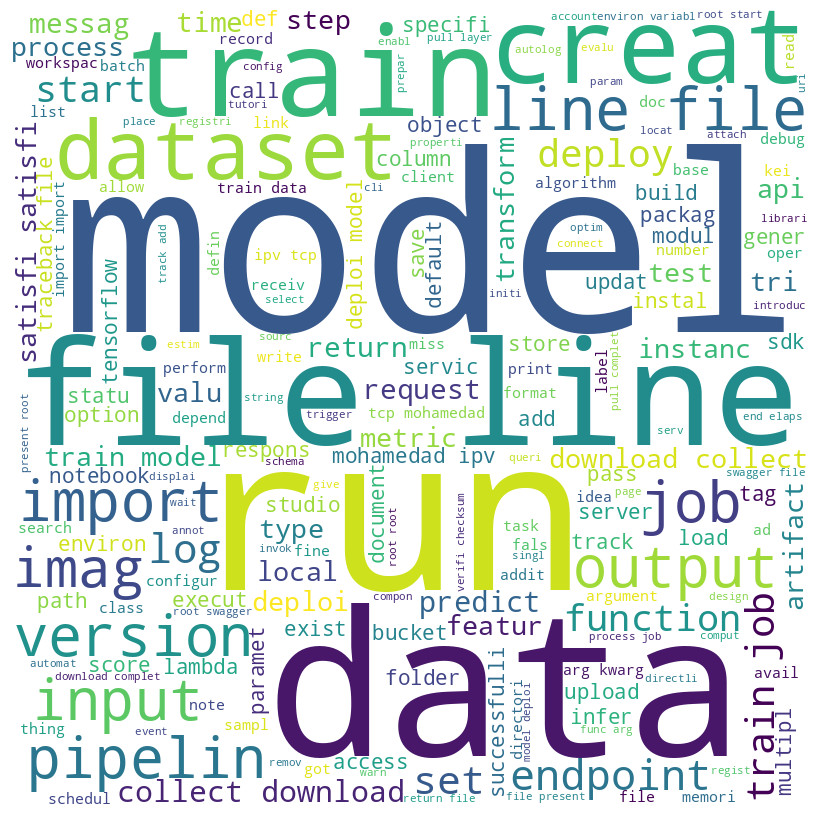 messag
time
def
step
specifi
pull layer
account
environ variabl
root start
creat
train
process
record
enabl
autolog
evalu
read
uri
workspac
batch
call
config
prepar
param
start
tutori
line file
list
place
registri
link
object
doc
locat
attach
debug
dataset
properti
column
client
deploy
base
kei
api
satisfi satisfi
traceback file
import import
allow
train data
cli
transform
algorithm
build
packag
modul
librari
gener
oper
model
track add
defin
ipv tcp
receiv
select
deploi model
save
default
optim
connect
number
updat
test
tri
instal
initi
introduc
tensorflow
estim
sourc
return
miss
store
instanc
sdk
file line
perform
write
print
label
pull complet
statu
valu
servic
format
option
depend
string
trigger
request
tcp mohamedad
add
end elaps
present root
metric
serv
train model
respons
mohamedad ipv
queri
download collect
notebook
displai
schema
pass
swagger file
import
wait
give
studio
document
root root
idea
page
server
job
tag
search
annot
run
type
verifi checksum
task
fals
track
load
ad
artifact
log
environ
invok
fine
singl
imag
configur
local
addit
output
path
class
execut
compon
argument
design
deploi
predict
version
root swagger
exist
bucket
featur
function
process job
comput
train job
automat
score
lambda
paramet
data
arg kwarg
directli
avail
download complet
folder
successfulli
directori
model deploi
upload
input
note
infer
multipl
thing
event
sampl
func arg
pipelin
remov
got
access
warn
set
endpoint
regist
schedul
collect download
return file
file present
file
memori